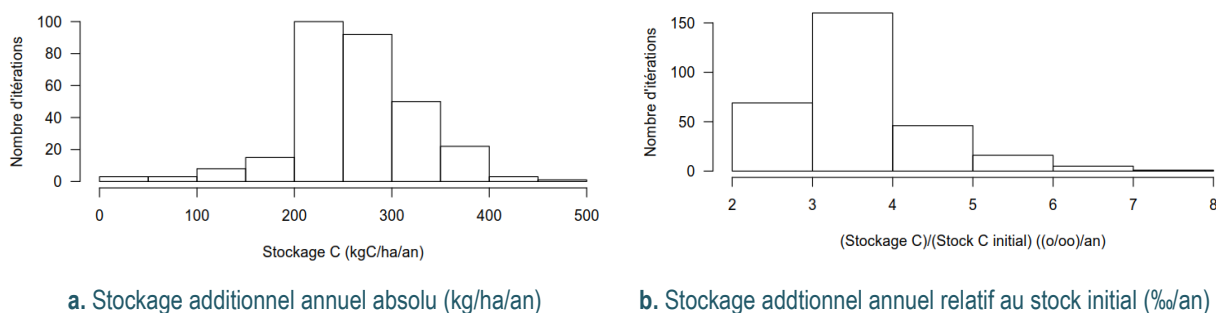 Nombre d'itérations
100
80
60
40
20
0
0 100 200 300 400 500
Stockage C (kgC/ha/an)
a. Stockage additionnel annuel absolu (kg/ha/an)
Nombre d'itérations
150
100
50
0
2 3 4 5 6 7 8
(Stockage C)/(Stock C initial) ((o/oo)/an)
b. Stockage addtionnel annuel relatif au stock initial (‰/an)